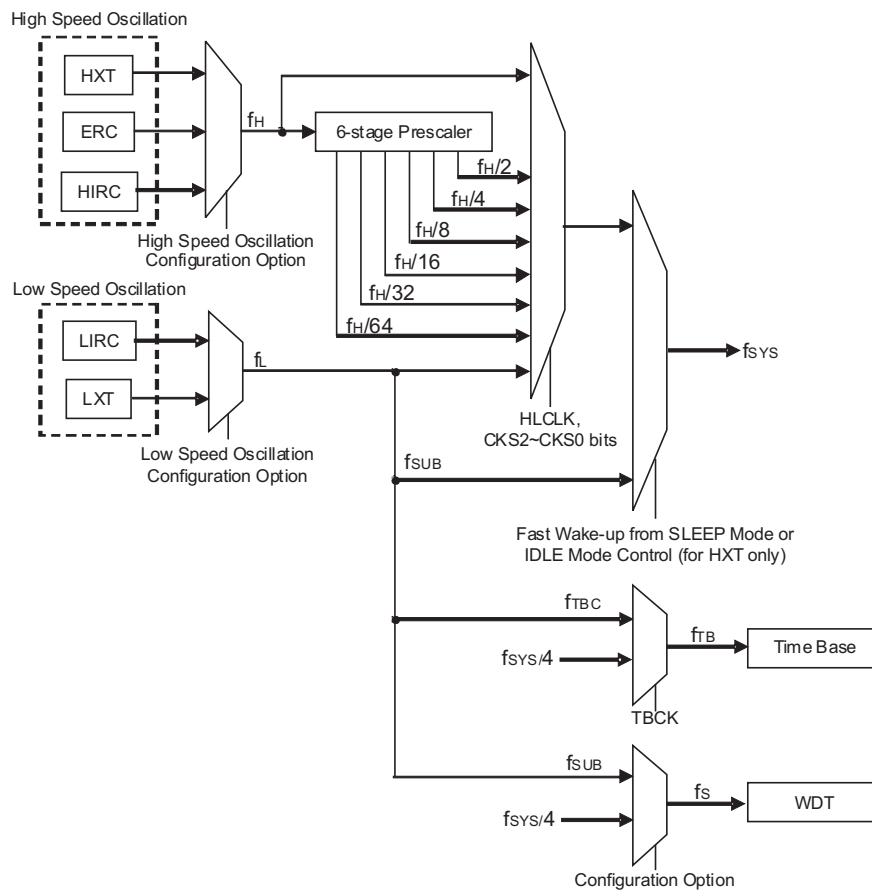 High Speed Oscillation
HXT
ERC
HIRC
fH
6-stage Prescaler
fH/2
fH/4
fH/8
fH/16
fH/32
fH/64
High Speed Oscillation
Configuration Option
Low Speed Oscillation
LIRC
LXT
fL
Low Speed Oscillation
Configuration Option
HLCLK,
CKS2~CKS0 bits
fSYS
fSUB
Fast Wake-up from SLEEP Mode or
IDLE Mode Control (for HXT only)
fTBC
fSYS/4
fTB
Time Base
TBCK
fSUB
fSYS/4
fS
WDT
Configuration Option